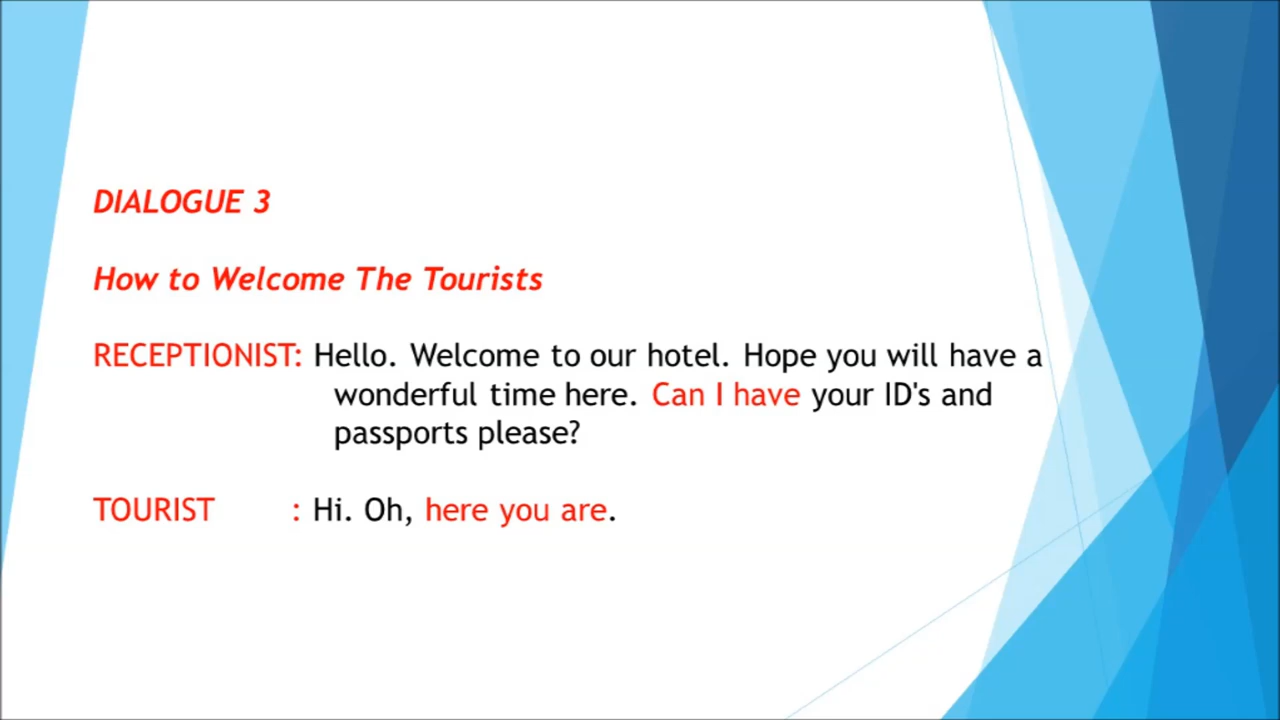 DIALOGUE 3
How to Welcome The Tourists
RECEPTIONIST: Hello. Welcome to our hotel. Hope you will have a
wonderful time here. Can I have your ID's and
passports please?
TOURIST : Hi. Oh, here you are.